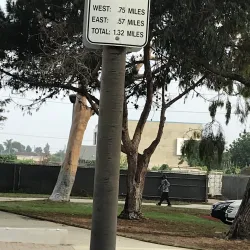 WEST: .75 MILES
EAST: .57 MILES
TOTAL: 1.32 MILES